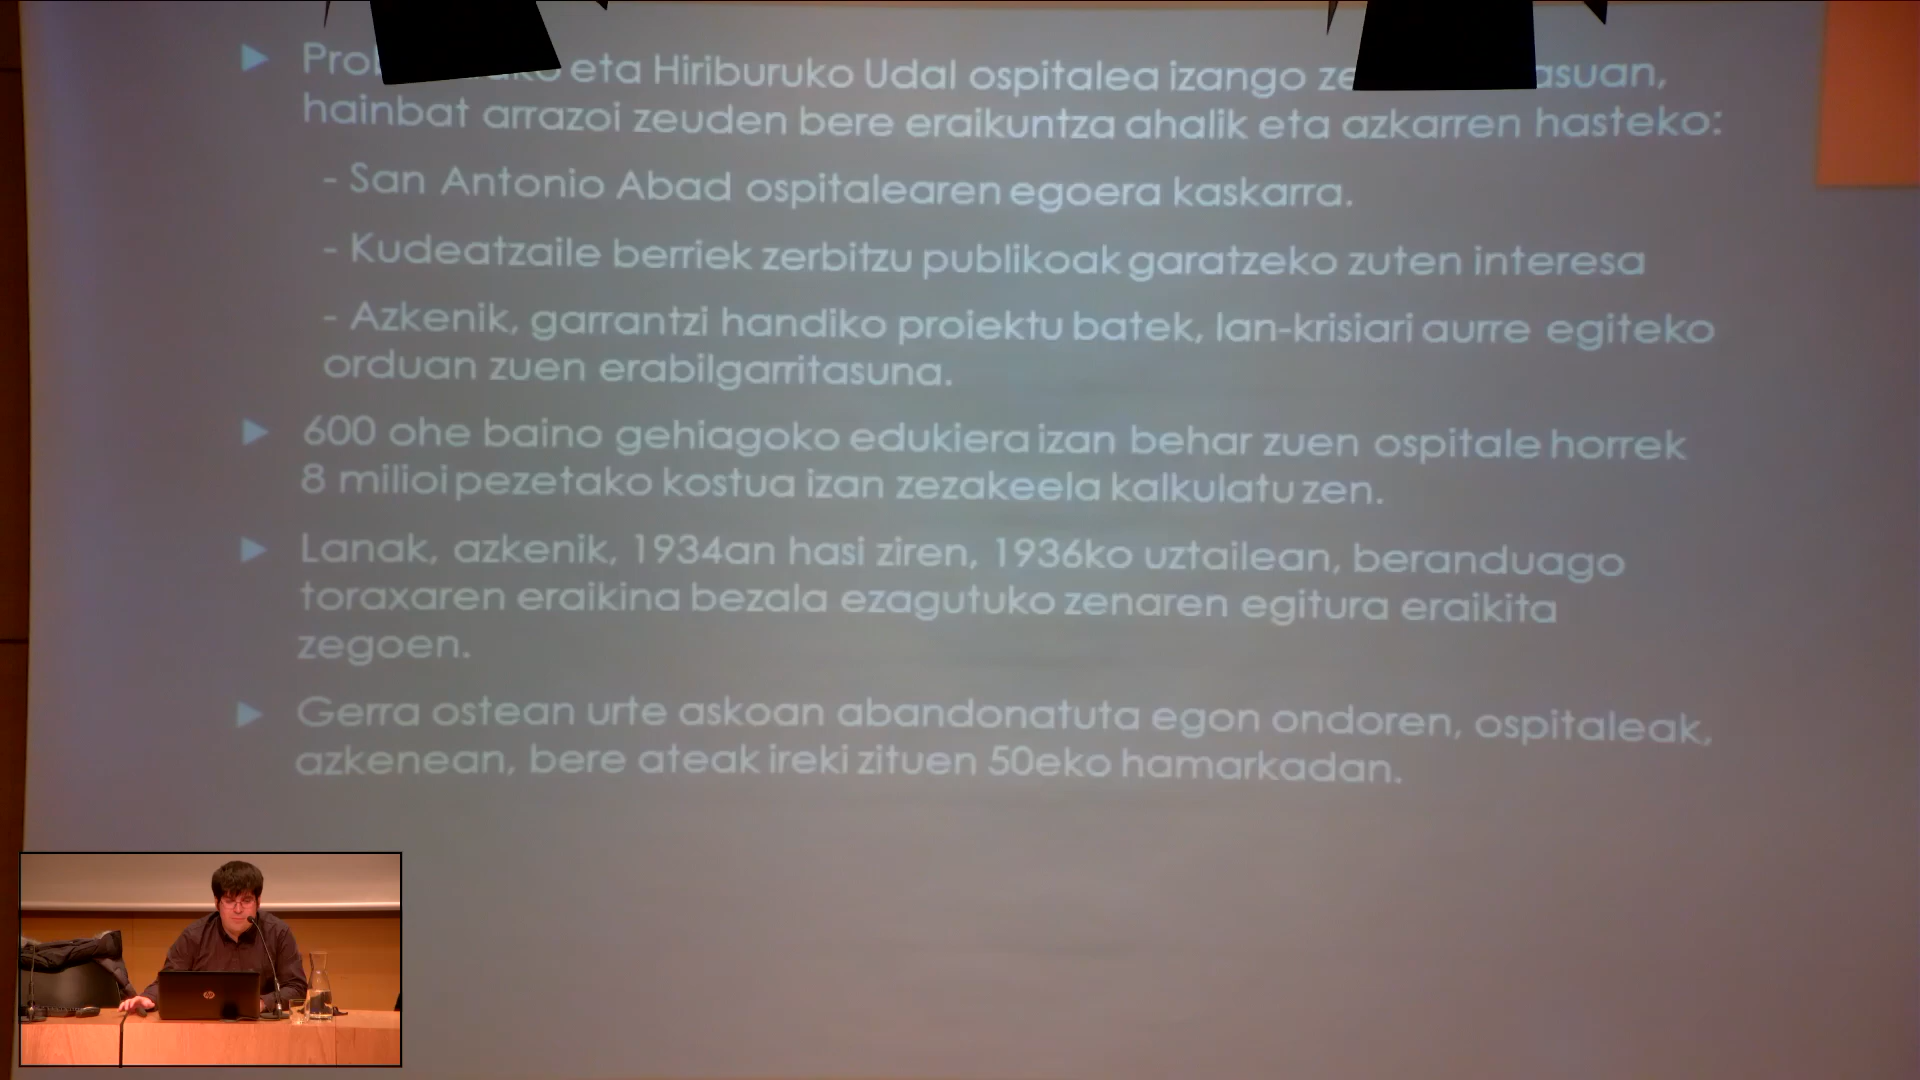 eta Hiriburuko Udal ospitalea izango
hainbat arrazoi zeuden bere eraikuntza ahalik eta azkarren hasteko:
- San Antonio Abad ospitalearen egoera kaskarra.
- Kudeatzaile berriek zerbitzu publikoak garatzeko zuten interesa
- Azkenik, garrantzi handiko proiektu batek, lan-krisiari aurre egiteko
orduan zuen erabilgarritasuna.
600 ohe baino gehiagoko edukiera izan behar zuen ospitale horrek
8 milioi pezetako kostua izan zezakeela kalkulatu zen.
Lanak, azkenik, 1934an hasi ziren, 1936ko uztailean, beranduago
toraxaren eraikina bezala ezagutuko zenaren egitura eraikita
zegoen.
Gerra ostean urte askoan abandonatuta egon ondoren, ospitaleak,
azkenean, bere ateak ireki zituen 50eko hamarkadan.
hp